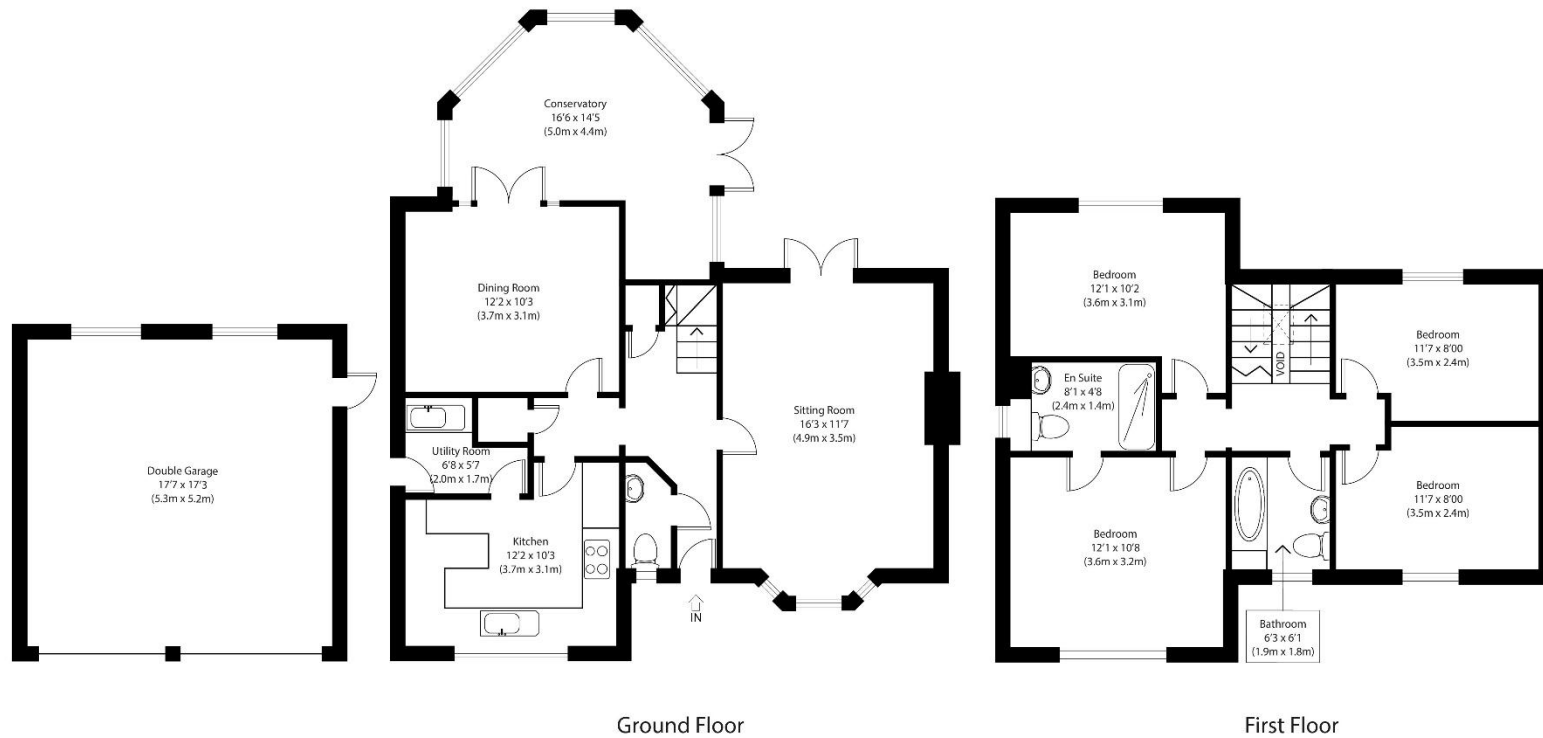 Conservatory
16'6 x 14'5
(5.0m x 4.4m)
Dining Room
12'2 x 10'3
(3.7m x 3.1m)
Sitting Room
16'3 x 11'7
(4.9m x 3.5m)
Utility Room
6'8 x 5'7
(2.0m x 1.7m)
Double Garage
17'7 x 17'3
(5.3m x 5.2m)
Kitchen
12'2 x 10'3
(3.7m x 3.1m)
IN
Ground Floor
Bedroom
12'1 x 10'2
(3.6m x 3.1m)
VOID
Bedroom
11'7 x 8'00
(3.5m x 2.4m)
En Suite
8'1 x 4'8
(2.4m x 1.4m)
Bedroom
11'7 x 8'00
(3.5m x 2.4m)
Bedroom
12'1 x 10'8
(3.6m x 3.2m)
Bathroom
6'3 x 6'1
(1.9m x 1.8m)
First Floor